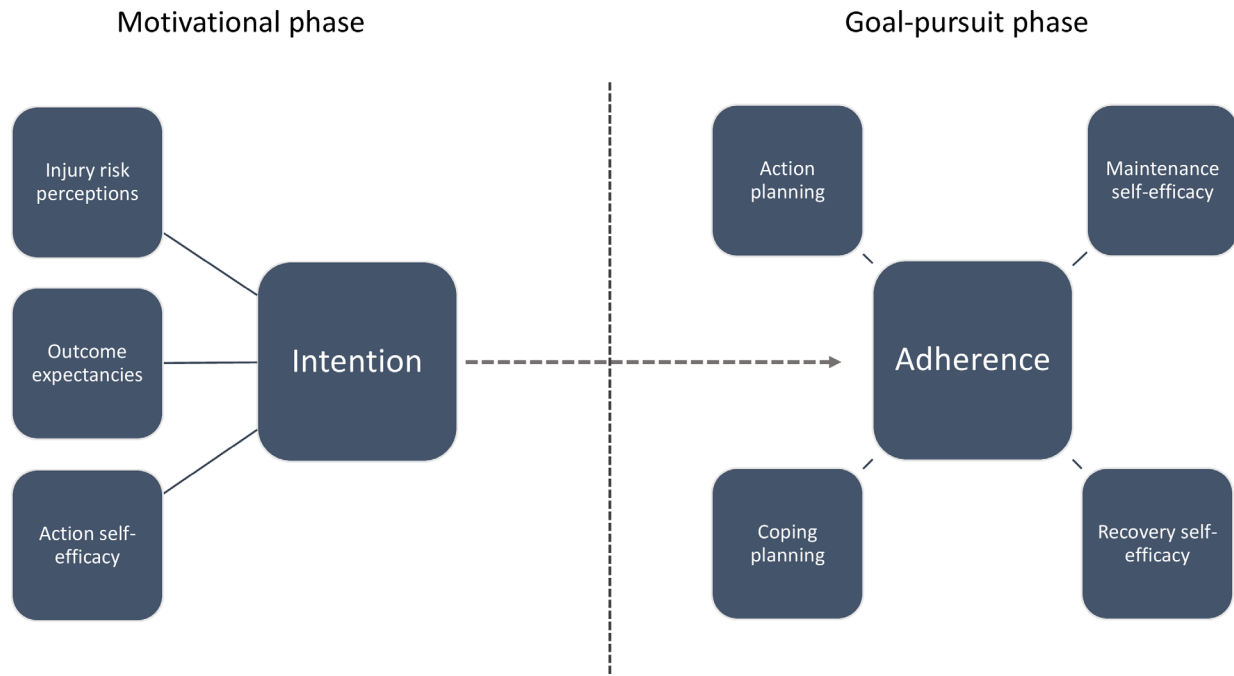 Motivational phase
Goal-pursuit phase
Injury risk
perceptions
Outcome
expectancies
Action self-
efficacy
Intention
Action
planning
Maintenance
self-efficacy
Adherence
Coping
planning
Recovery self-
efficacy